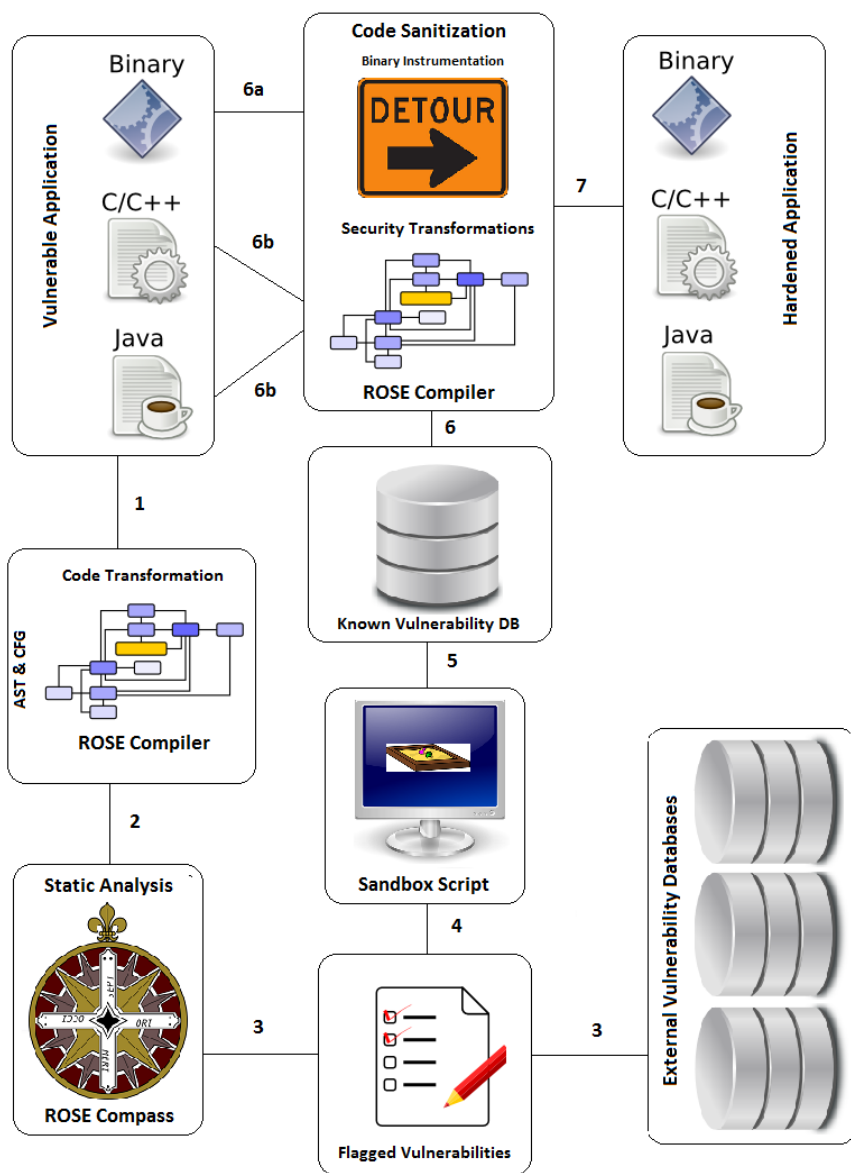 Vulnerable Application
Binary
C/C++
Java
6a
6b
6b
Code Sanitization
Binary Instrumentation
DETOUR
Security Transformations
ROSE Compiler
7
Hardened Application
Binary
C/C++
Java
1
6
Code Transformation
AST & CFG
ROSE Compiler
Known Vulnerability DB
5
2
Sandbox Script
4
Static Analysis
ROSE Compass
3
Flagged Vulnerabilities
3
External Vulnerability Databases